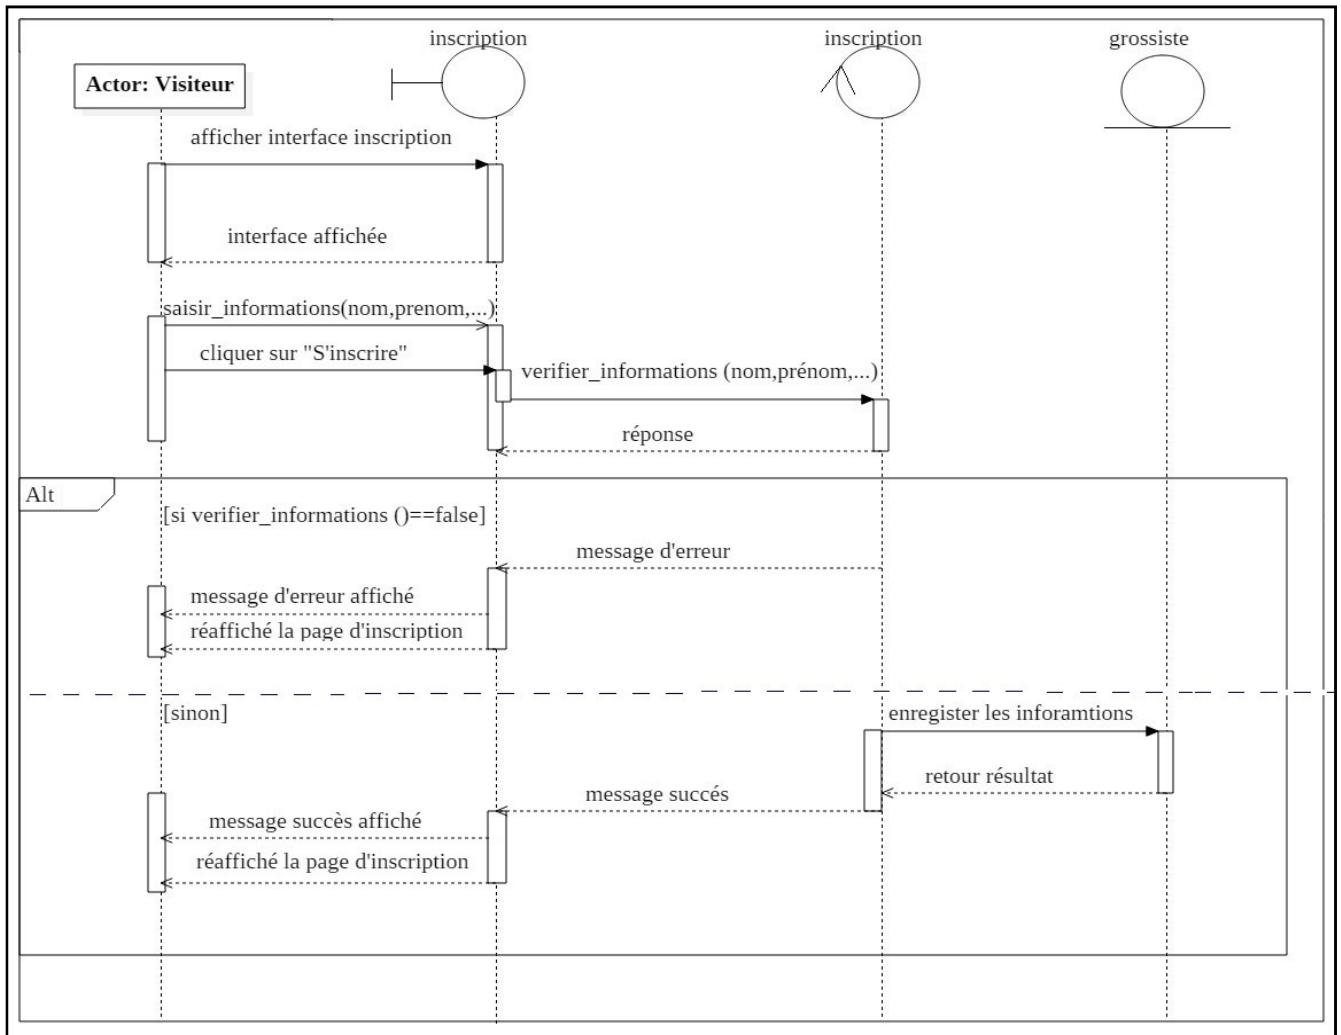 inscription
inscription
grossiste
Actor: Visiteur
afficher interface inscription
interface affichée
saisir_informations(nom,prenom,...)
cliquer sur "S'inscrire"
verifier_informations (nom,prénom,...)
réponse
Alt
[si verifier_informations ()==false]
message d'erreur
message d'erreur affiché
réaffiché la page d'inscription
[sinon]
enregister les inforamtions
retour résultat
message succés
message succès affiché
réaffiché la page d'inscription